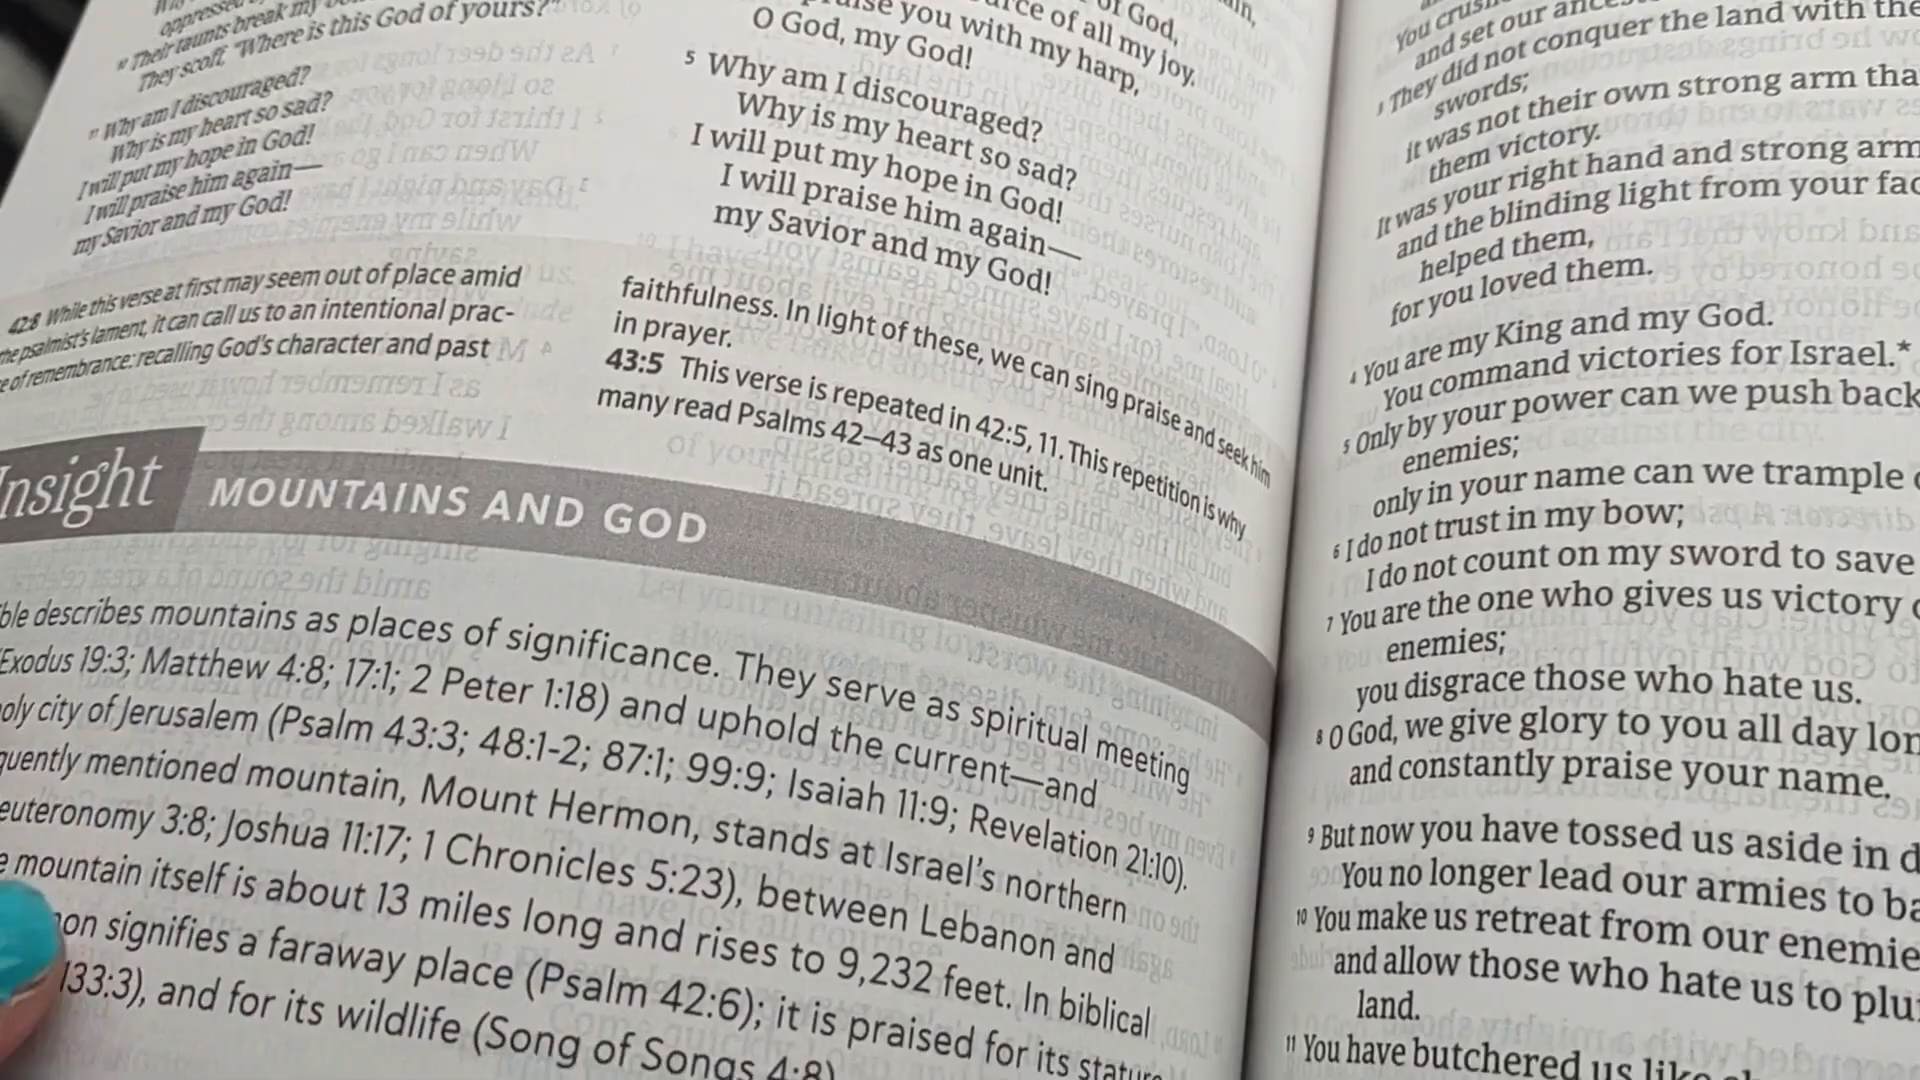 oppressed
10 Their taunts break my
They scoff, "Where is this God of yours?"
11 Why am I discouraged?
Why is my heart so sad?
I will put my hope in God!
I will praise him again—
my Savior and my God!
of God,
of all my joy.
you with my harp,
O God, my God!
5 Why am I discouraged?
Why is my heart so sad?
I will put my hope in God!
I will praise him again—
my Savior and my God!
42:8 While this verse at first may seem out of place amid
the psalmist's lament, it can call us to an intentional prac-
of remembrance: recalling God's character and past
faithfulness. In light of these, we can sing praise and seek him
in prayer.
43:5 This verse is repeated in 42:5, 11. This repetition is why
many read Psalms 42–43 as one unit.
Insight MOUNTAINS AND GOD
describes mountains as places of significance. They serve as spiritual meeting
Exodus 19:3; Matthew 4:8; 17:1; 2 Peter 1:18) and uphold the current—and
city of Jerusalem (Psalm 43:3; 48:1-2; 87:1; 99:9; Isaiah 11:9; Revelation 21:10).
mentioned mountain, Mount Hermon, stands at Israel's northern
euteronomy 3:8; Joshua 11:17; 1 Chronicles 5:23), between Lebanon and
mountain itself is about 13 miles long and rises to 9,232 feet. In biblical
signifies a faraway place (Psalm 42:6); it is praised for its stature
133:3), and for its wildlife (Song of Songs 4:8)
You crush
and set our
3 They did not conquer the land with
swords;
it was not their own strong arm
them victory.
It was your right hand and strong arm
and the blinding light from your
helped them,
for you loved them.
4 You are my King and my God.
You command victories for Israel.*
5 Only by your power can we push back
enemies;
only in your name can we trample
6 I do not trust in my bow;
I do not count on my sword to save
7 You are the one who gives us victory
enemies;
you disgrace those who hate us.
8 O God, we give glory to you all day
and constantly praise your name.
9 But now you have tossed us aside in
You no longer lead our armies to
10 You make us retreat from our
and allow those who hate us to
land.
11 You have butchered us like